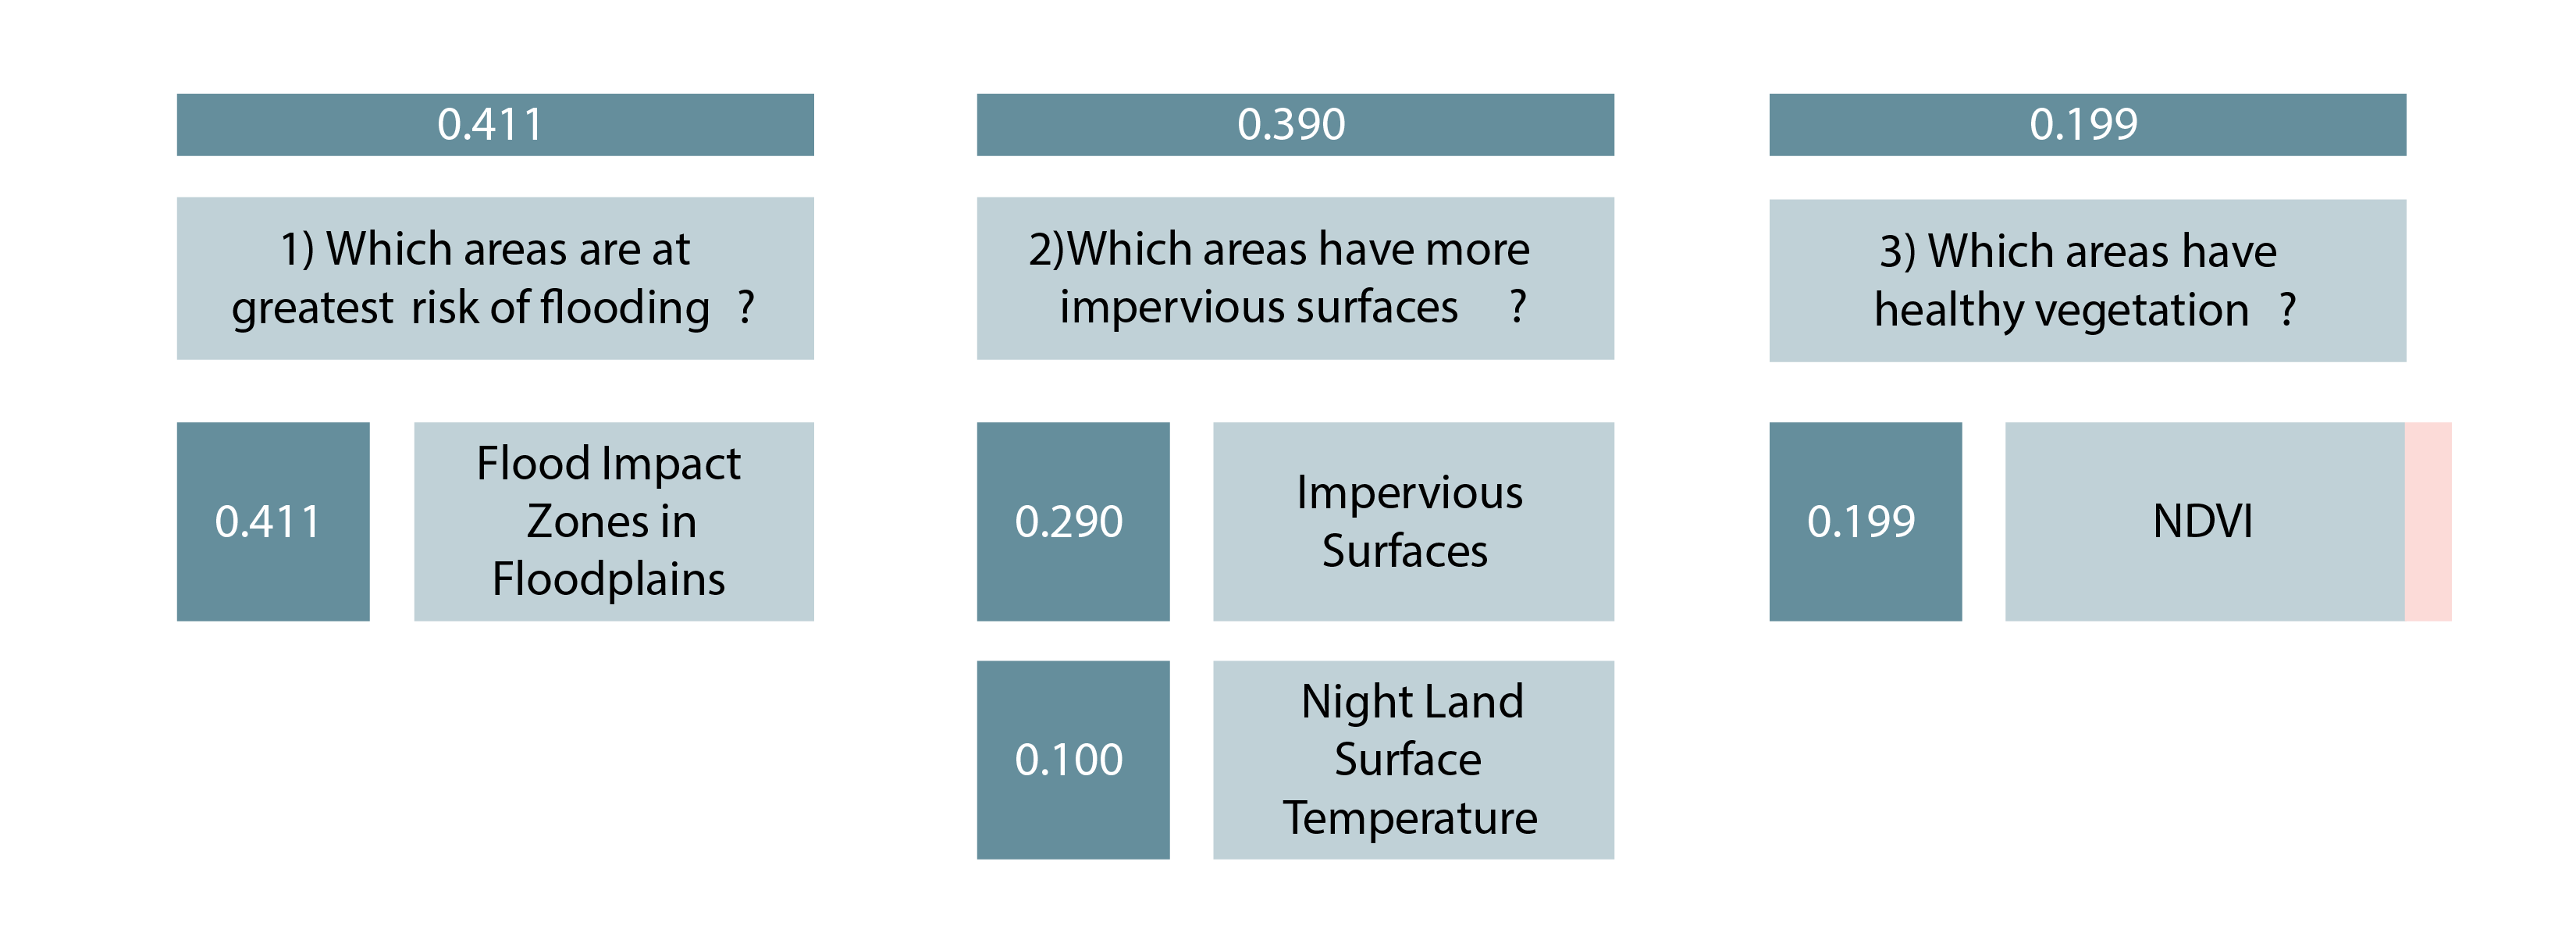 0.411
1) Which areas are at
greatest risk of flooding ?
0.411
Flood Impact
Zones in
Floodplains
0.390
2)Which areas have more
impervious surfaces ?
0.290
Impervious
Surfaces
0.100
Night Land
Surface
Temperature
0.199
3) Which areas have
healthy vegetation ?
0.199
NDVI